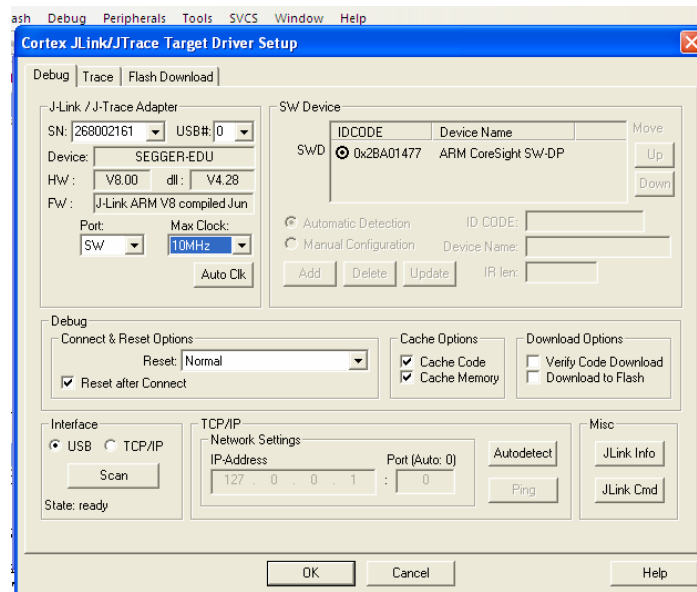 ash Debug Peripherals Tools SVCS Window Help
Cortex JLink/JTrace Target Driver Setup
Debug Trace Flash Download
J-Link / J-Trace Adapter
SN: 268002161 USB#: 0
Device: SEGGER-EDU
HW : V8.00 dll : V4.28
FW : J-Link ARM V8 compiled Jun
Port: Max Clock:
SW 10MHz
Auto Clk
SW Device
IDCODE Device Name Move
SWD 0x2BA01477 ARM CoreSight SW-DP Up
Down
Automatic Detection ID CODE:
Manual Configuration Device Name:
Add Delete Update IR len:
Debug
Connect & Reset Options
Reset: Normal
Reset after Connect
Cache Options
Cache Code
Cache Memory
Download Options
Verify Code Download
Download to Flash
Interface
USB TCP/IP
Scan
State: ready
TCP/IP
Network Settings
IP-Address Port (Auto: 0)
127 . 0 . 0 . 1 : 0
Autodetect
Ping
Misc
JLink Info
JLink Cmd
OK Cancel Help